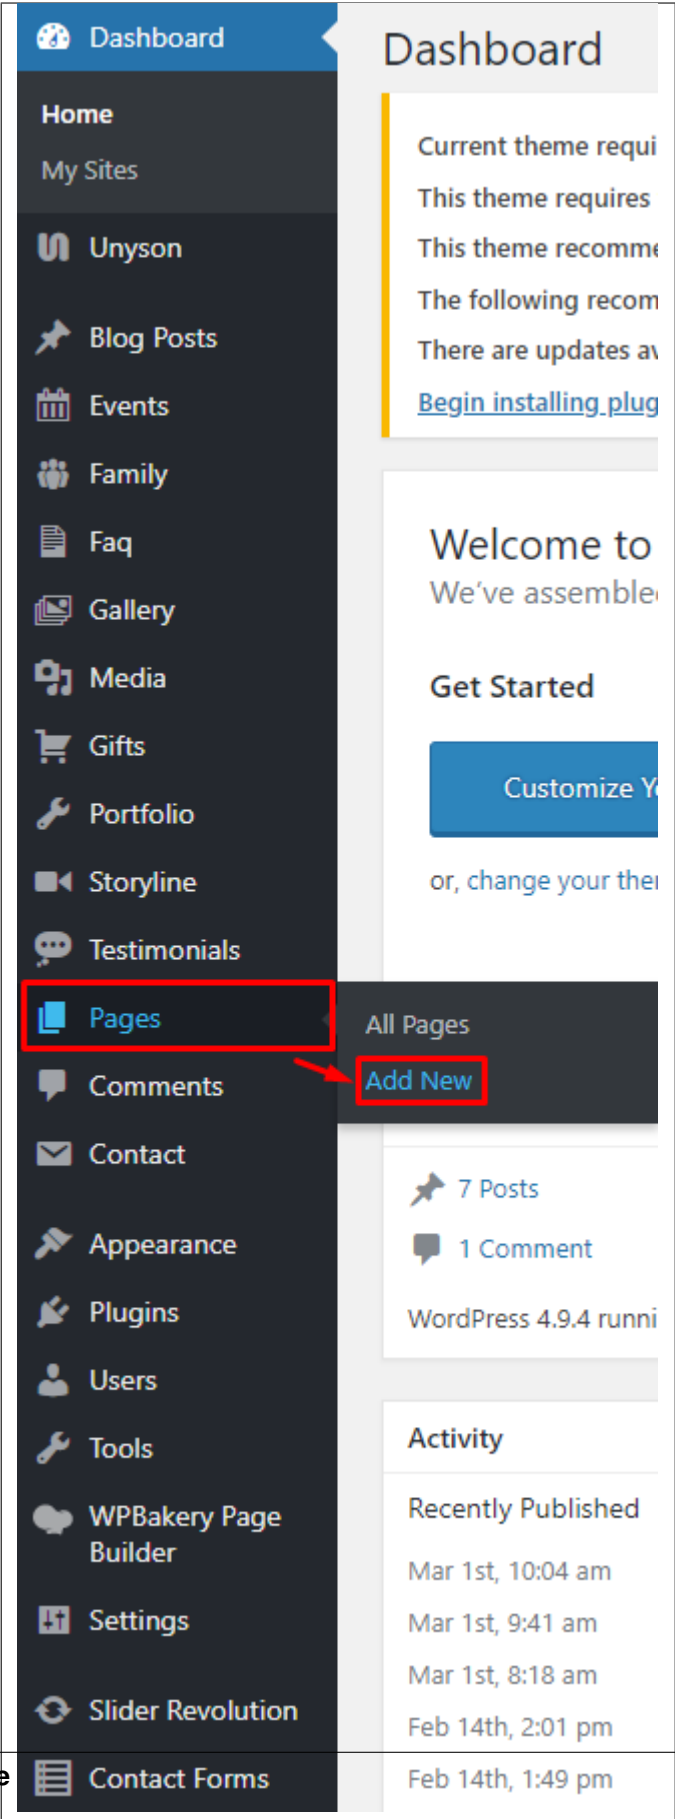 Dashboard
Home
My Sites
Unyson
Blog Posts
Events
Family
Faq
Gallery
Media
Gifts
Portfolio
Storyline
Testimonials
Pages
Comments
Contact
Appearance
Plugins
Users
Tools
WPBakery Page
Builder
Settings
Slider Revolution
e
Contact Forms
All Pages
Add New
Dashboard
Current theme requi
This theme requires
This theme recomme
The following recom
There are updates av
Begin installing plug
Welcome to
We've assemble
Get Started
Customize Yo
or, change your the
7 Posts
1 Comment
WordPress 4.9.4 runni
Activity
Recently Published
Mar 1st, 10:04 am
Mar 1st, 9:41 am
Mar 1st, 8:18 am
Feb 14th, 2:01 pm
Feb 14th, 1:49 pm